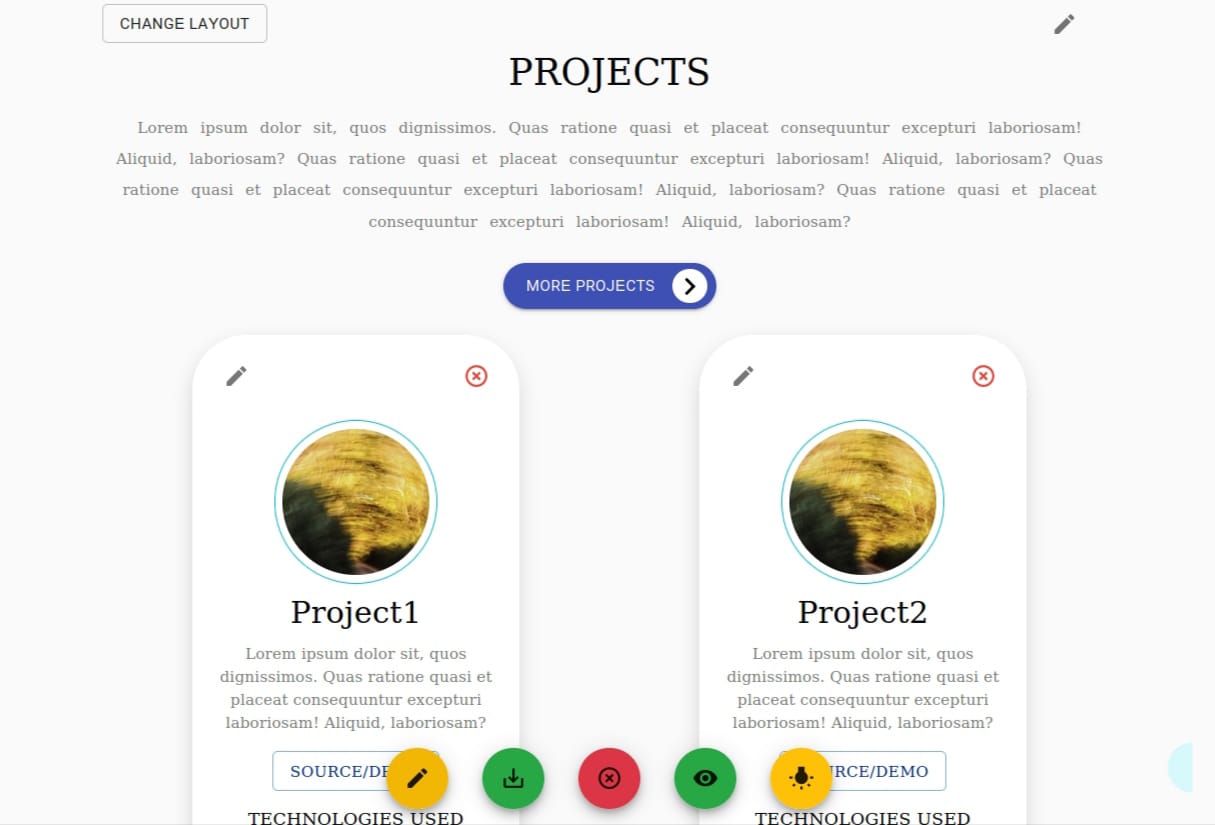 CHANGE LAYOUT
PROJECTS
Lorem ipsum dolor sit, quos dignissimos. Quas ratione quasi et placeat consequuntur excepturi laboriosam!
Aliquid, laboriosam? Quas ratione quasi et placeat consequuntur excepturi laboriosam! Aliquid, laboriosam? Quas
ratione quasi et placeat consequuntur excepturi laboriosam! Aliquid, laboriosam? Quas ratione quasi et placeat
consequuntur excepturi laboriosam! Aliquid, laboriosam?
MORE PROJECTS
Project1
Lorem ipsum dolor sit, quos
dignissimos. Quas ratione quasi et
placeat consequuntur excepturi
laboriosam! Aliquid, laboriosam?
SOURCE/DE
TECHNOLOGIES USED
Project2
Lorem ipsum dolor sit, quos
dignissimos. Quas ratione quasi et
placeat consequuntur excepturi
laboriosam! Aliquid, laboriosam?
RCE/DEMO
TECHNOLOGIES USED